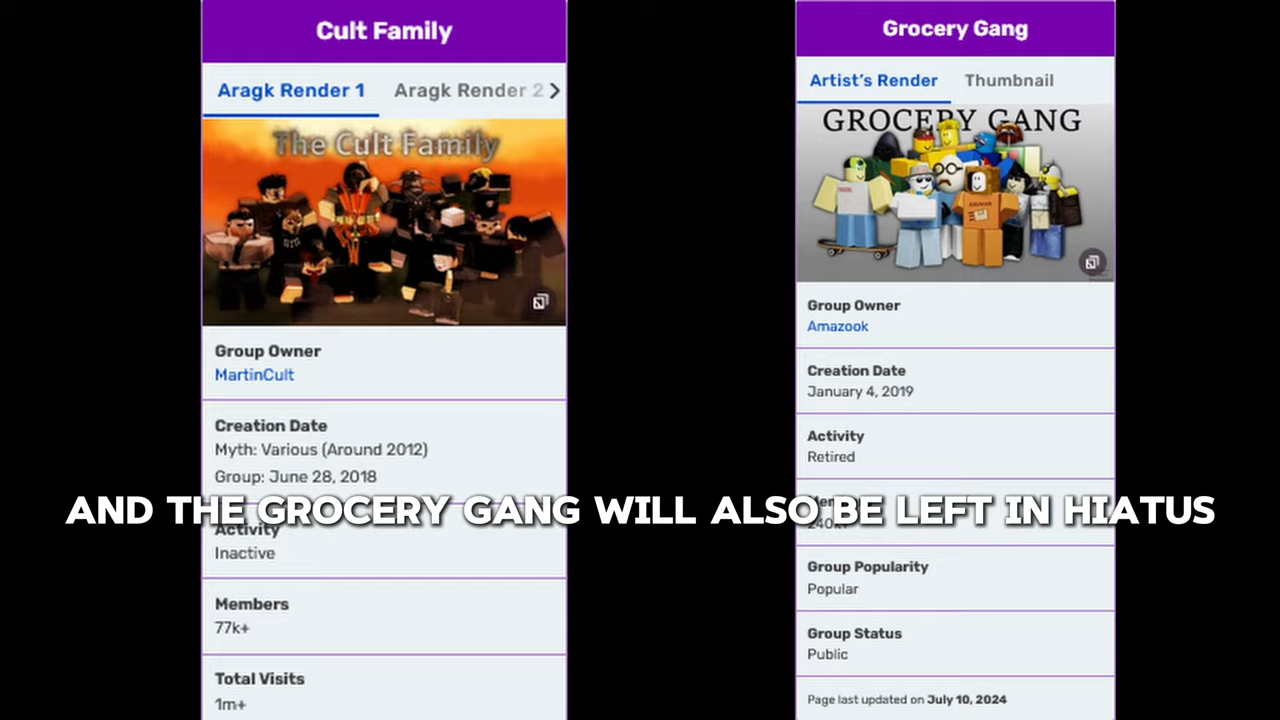 Cult Family
Aragk Render 1
Aragk Render 2
The Cult Family
Group Owner
MartinCult
Creation Date
Myth: Various (Around 2012)
Group: June 28, 2018
Activity
Inactive
Members
77k+
Total Visits
1m+
Grocery Gang
Artist's Render
Thumbnail
GROCERY GANG
Group Owner
Amazook
Creation Date
January 4, 2019
Activity
Retired
240k+
Group Popularity
Popular
Group Status
Public
Page last updated on July 10, 2024
AND THE GROCERY GANG WILL ALSO BE LEFT IN HIATUS